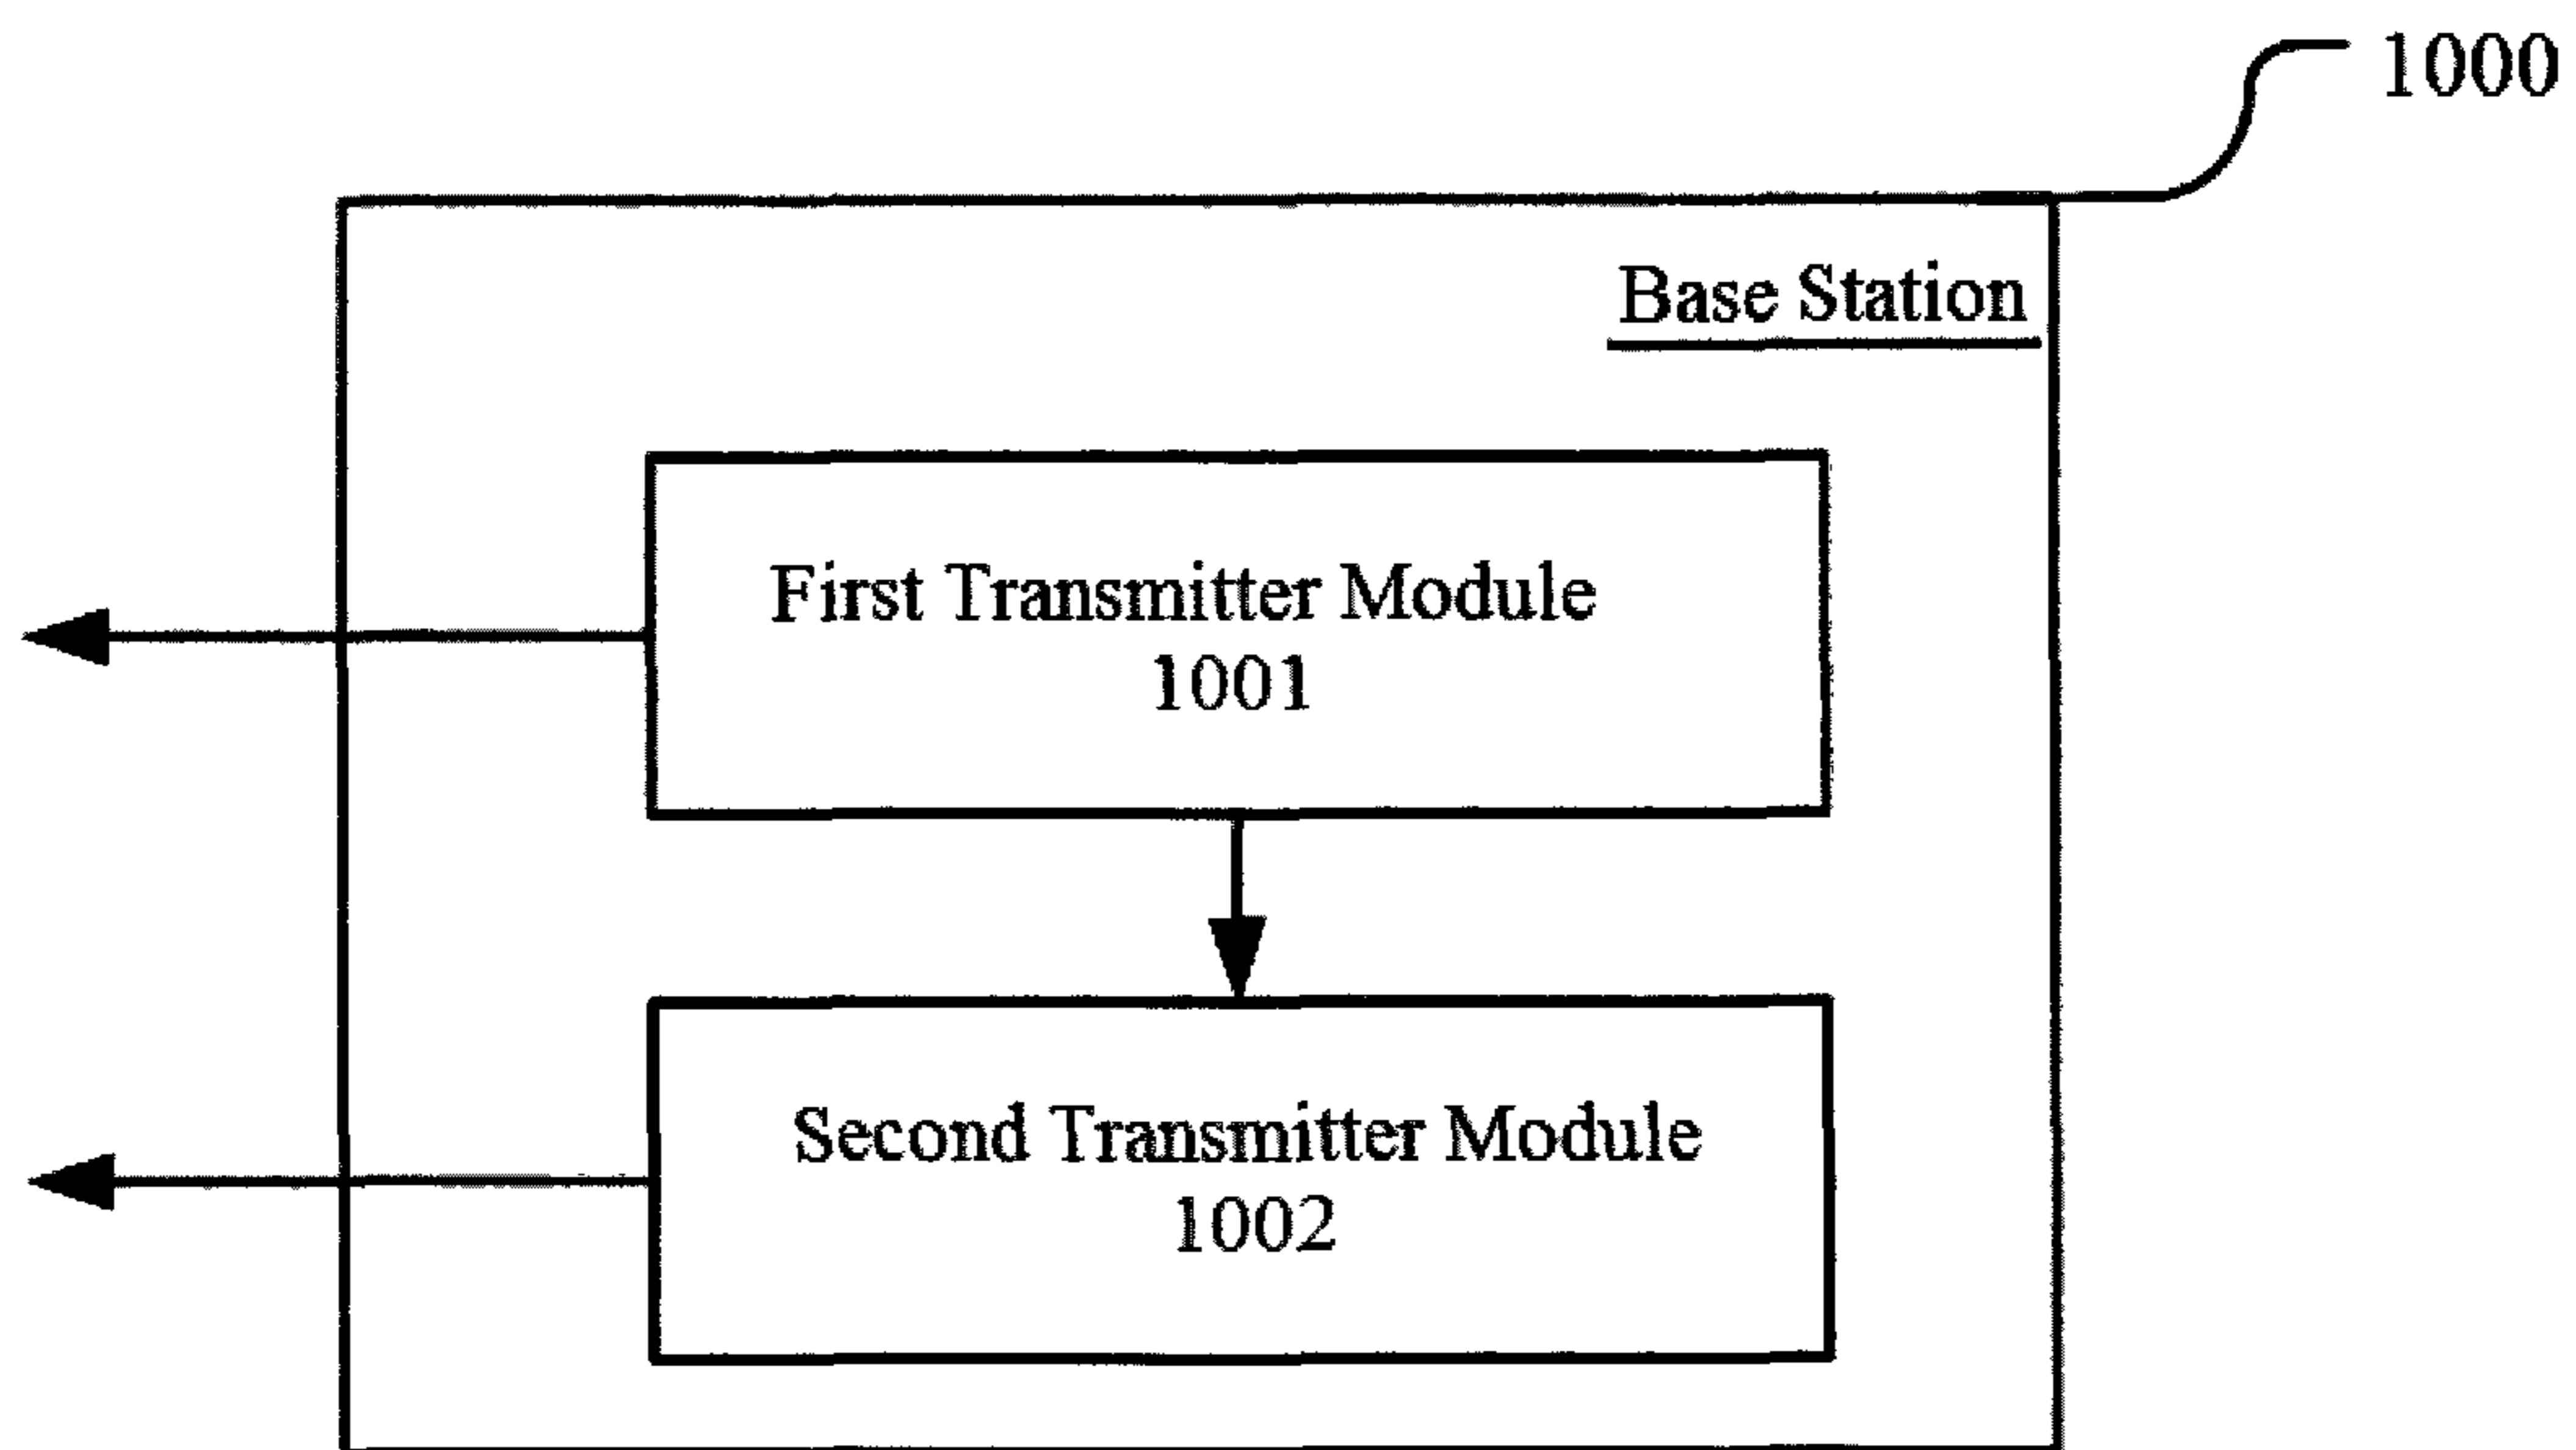 1000
Base Station
First Transmitter Module
1001
Second Transmitter Module
1002